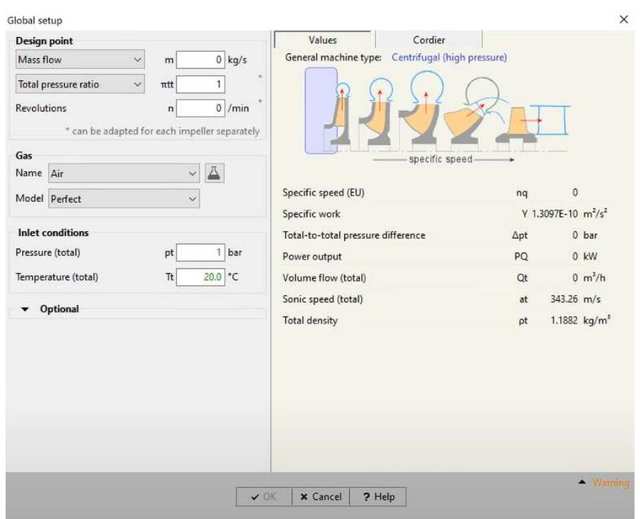 Global setup
Design point
Mass flow m 0 kg/s
Total pressure ratio πtt 1 *
Revolutions n 0 /min *
* can be adapted for each impeller separately
Gas
Name Air
Model Perfect
Inlet conditions
Pressure (total) pt 1 bar
Temperature (total) Tt 20.0 °C
Optional
Values Cordier
General machine type: Centrifugal (high pressure)
specific speed
Specific speed (EU) nq 0
Specific work Y 1.3097E-10 m²/s²
Total-to-total pressure difference Δpt 0 bar
Power output PQ 0 kW
Volume flow (total) Qt 0 m³/h
Sonic speed (total) at 343.26 m/s
Total density ρt 1.1882 kg/m³
Warning
OK Cancel ? Help